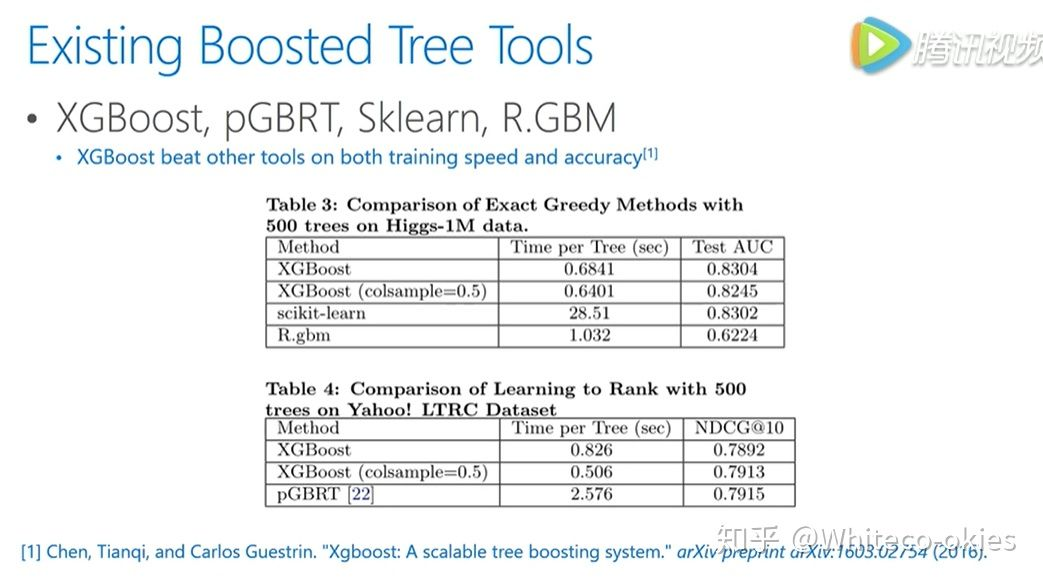 Existing Boosted Tree Tools
腾讯视频
• XGBoost, pGBRT, Sklearn, R.GBM
• XGBoost beat other tools on both training speed and accuracy[1]
Table 3: Comparison of Exact Greedy Methods with
500 trees on Higgs-1M data.
Method Time per Tree (sec) Test AUC
XGBoost 0.6841 0.8304
XGBoost (colsample=0.5) 0.6401 0.8245
scikit-learn 28.51 0.8302
R.gbm 1.032 0.6224
Table 4: Comparison of Learning to Rank with 500
trees on Yahoo! LTRC Dataset
Method Time per Tree (sec) NDCG@10
XGBoost 0.826 0.7892
XGBoost (colsample=0.5) 0.506 0.7913
pGBRT [22] 2.576 0.7915
[1] Chen, Tianqi, and Carlos Guestrin. "Xgboost: A scalable tree boosting system." arXiv preprint arXiv:1603.02754 (2016).
知乎 @Whiteco-okies